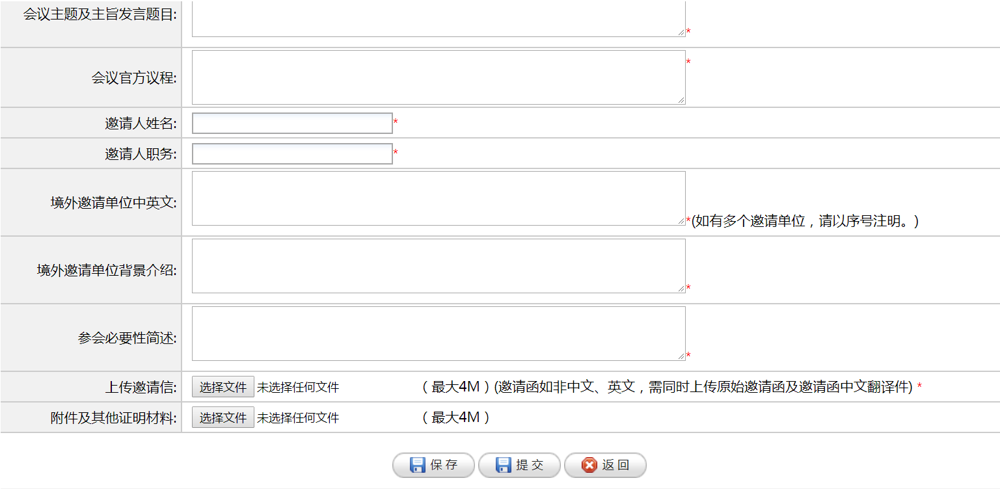 会议主题及主旨发言题目:
*
会议官方议程:
*
邀请人姓名:
*
邀请人职务:
*
境外邀请单位中英文:
*(如有多个邀请单位，请以序号注明。)
境外邀请单位背景介绍:
*
参会必要性简述:
*
上传邀请信: 选择文件 未选择任何文件 （最大4M）(邀请函如非中文、英文，需同时上传原始邀请函及邀请函中文翻译件) *
附件及其他证明材料: 选择文件 未选择任何文件 （最大4M）
保存 提交 返回